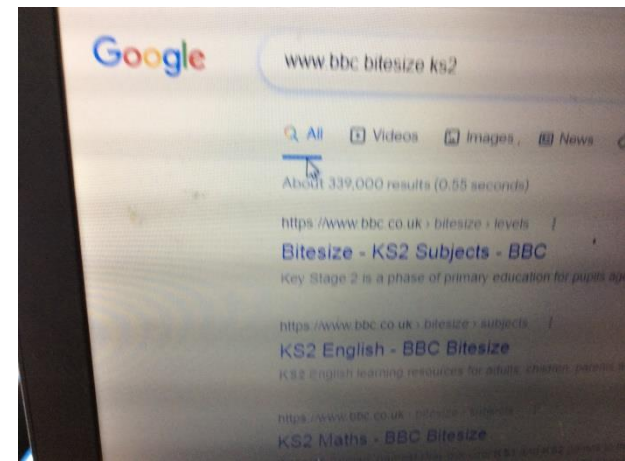 Google
www.bbc bitesize ks2
All Videos Images News
About 339,000 results (0.55 seconds)
https://www.bbc.co.uk › bitesize › levels
Bitesize - KS2 Subjects - BBC
Key Stage 2 is a phase of primary education for pupils
https://www.bbc.co.uk › bitesize › subjects
KS2 English - BBC Bitesize
KS2 English learning resources for adults, children, parents
https://www.bbc.co.uk › bitesize › subjects
KS2 Maths - BBC Bitesize